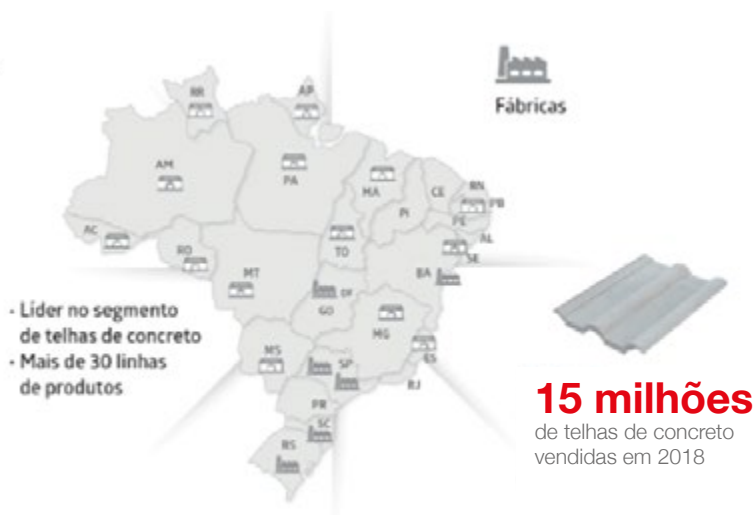 Fábricas
RR
AP
AM
PA
MA
CE
RN
PB
PI
PE
AL
SE
AC
RO
TO
MT
BA
DF
GO
MG
ES
MS
SP
RJ
PR
SC
RS
• Líder no segmento
de telhas de concreto
• Mais de 30 linhas
de produtos
15 milhões
de telhas de concreto
vendidas em 2018